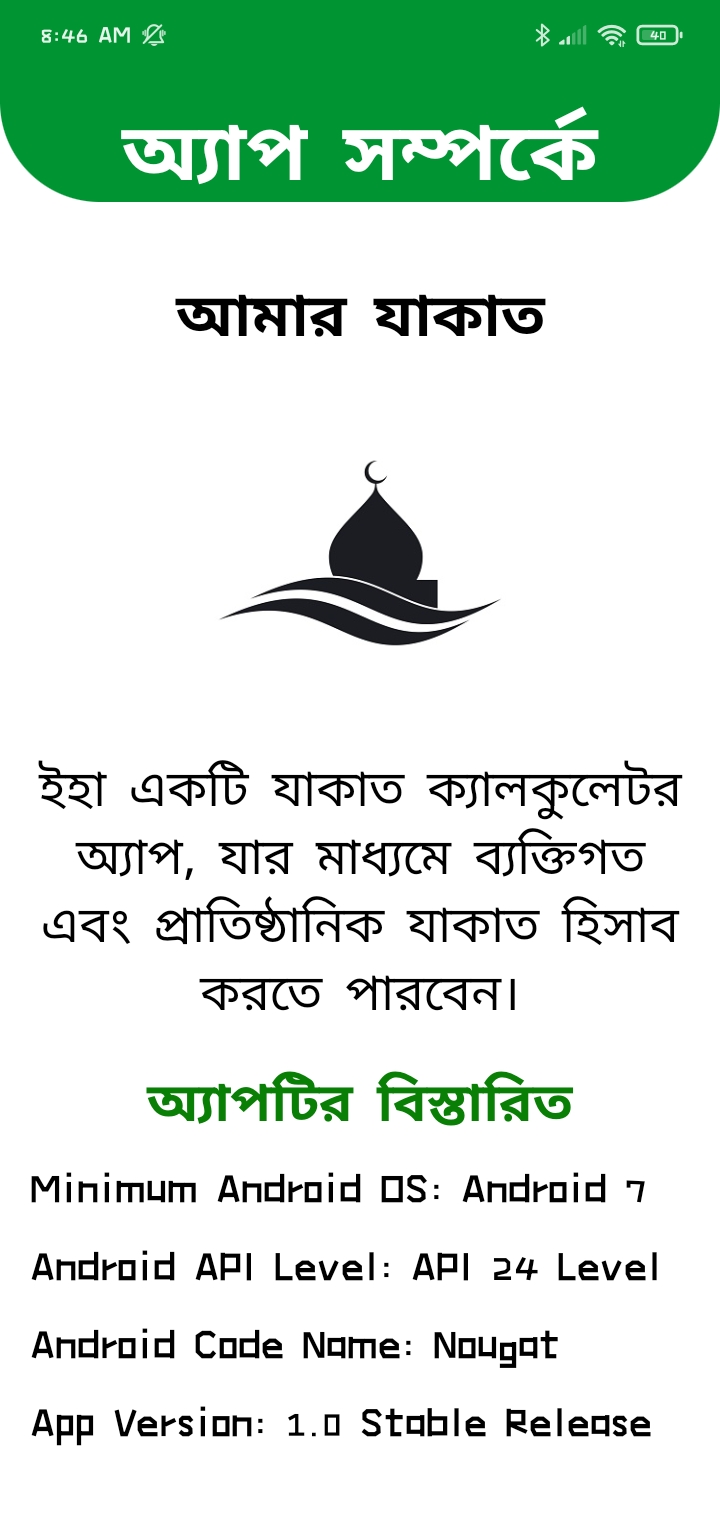 8:46 AM
40
অ্যাপ সম্পর্কে
আমার যাকাত
ইহা একটি যাকাত ক্যালকুলেটর
অ্যাপ, যার মাধ্যমে ব্যক্তিগত
এবং প্রাতিষ্ঠানিক যাকাত হিসাব
করতে পারবেন।
অ্যাপটির বিস্তারিত
Minimum Android OS: Android 7
Android API Level: API 24 Level
Android Code Name: Nougat
App Version: 1.0 Stable Release